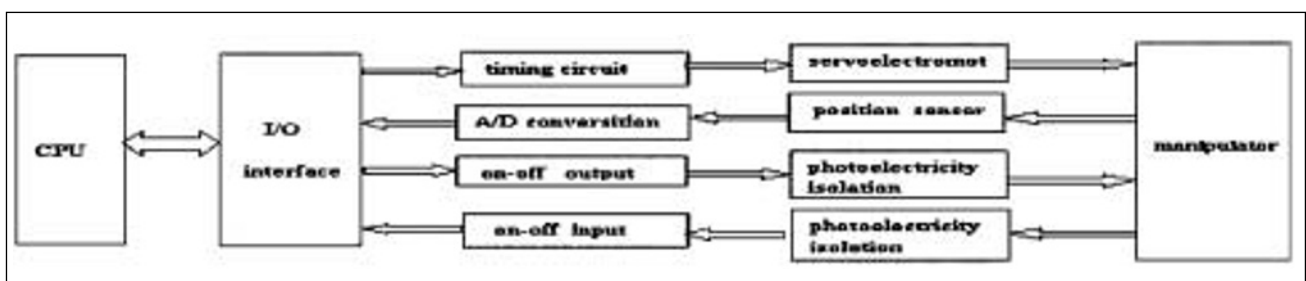 CPU
I/O
interface
timing circuit
servoelectromot
A/D conversition
position sensor
on-off output
photoelectricity
isolation
on-off input
photoelectricity
isolation
manipulator